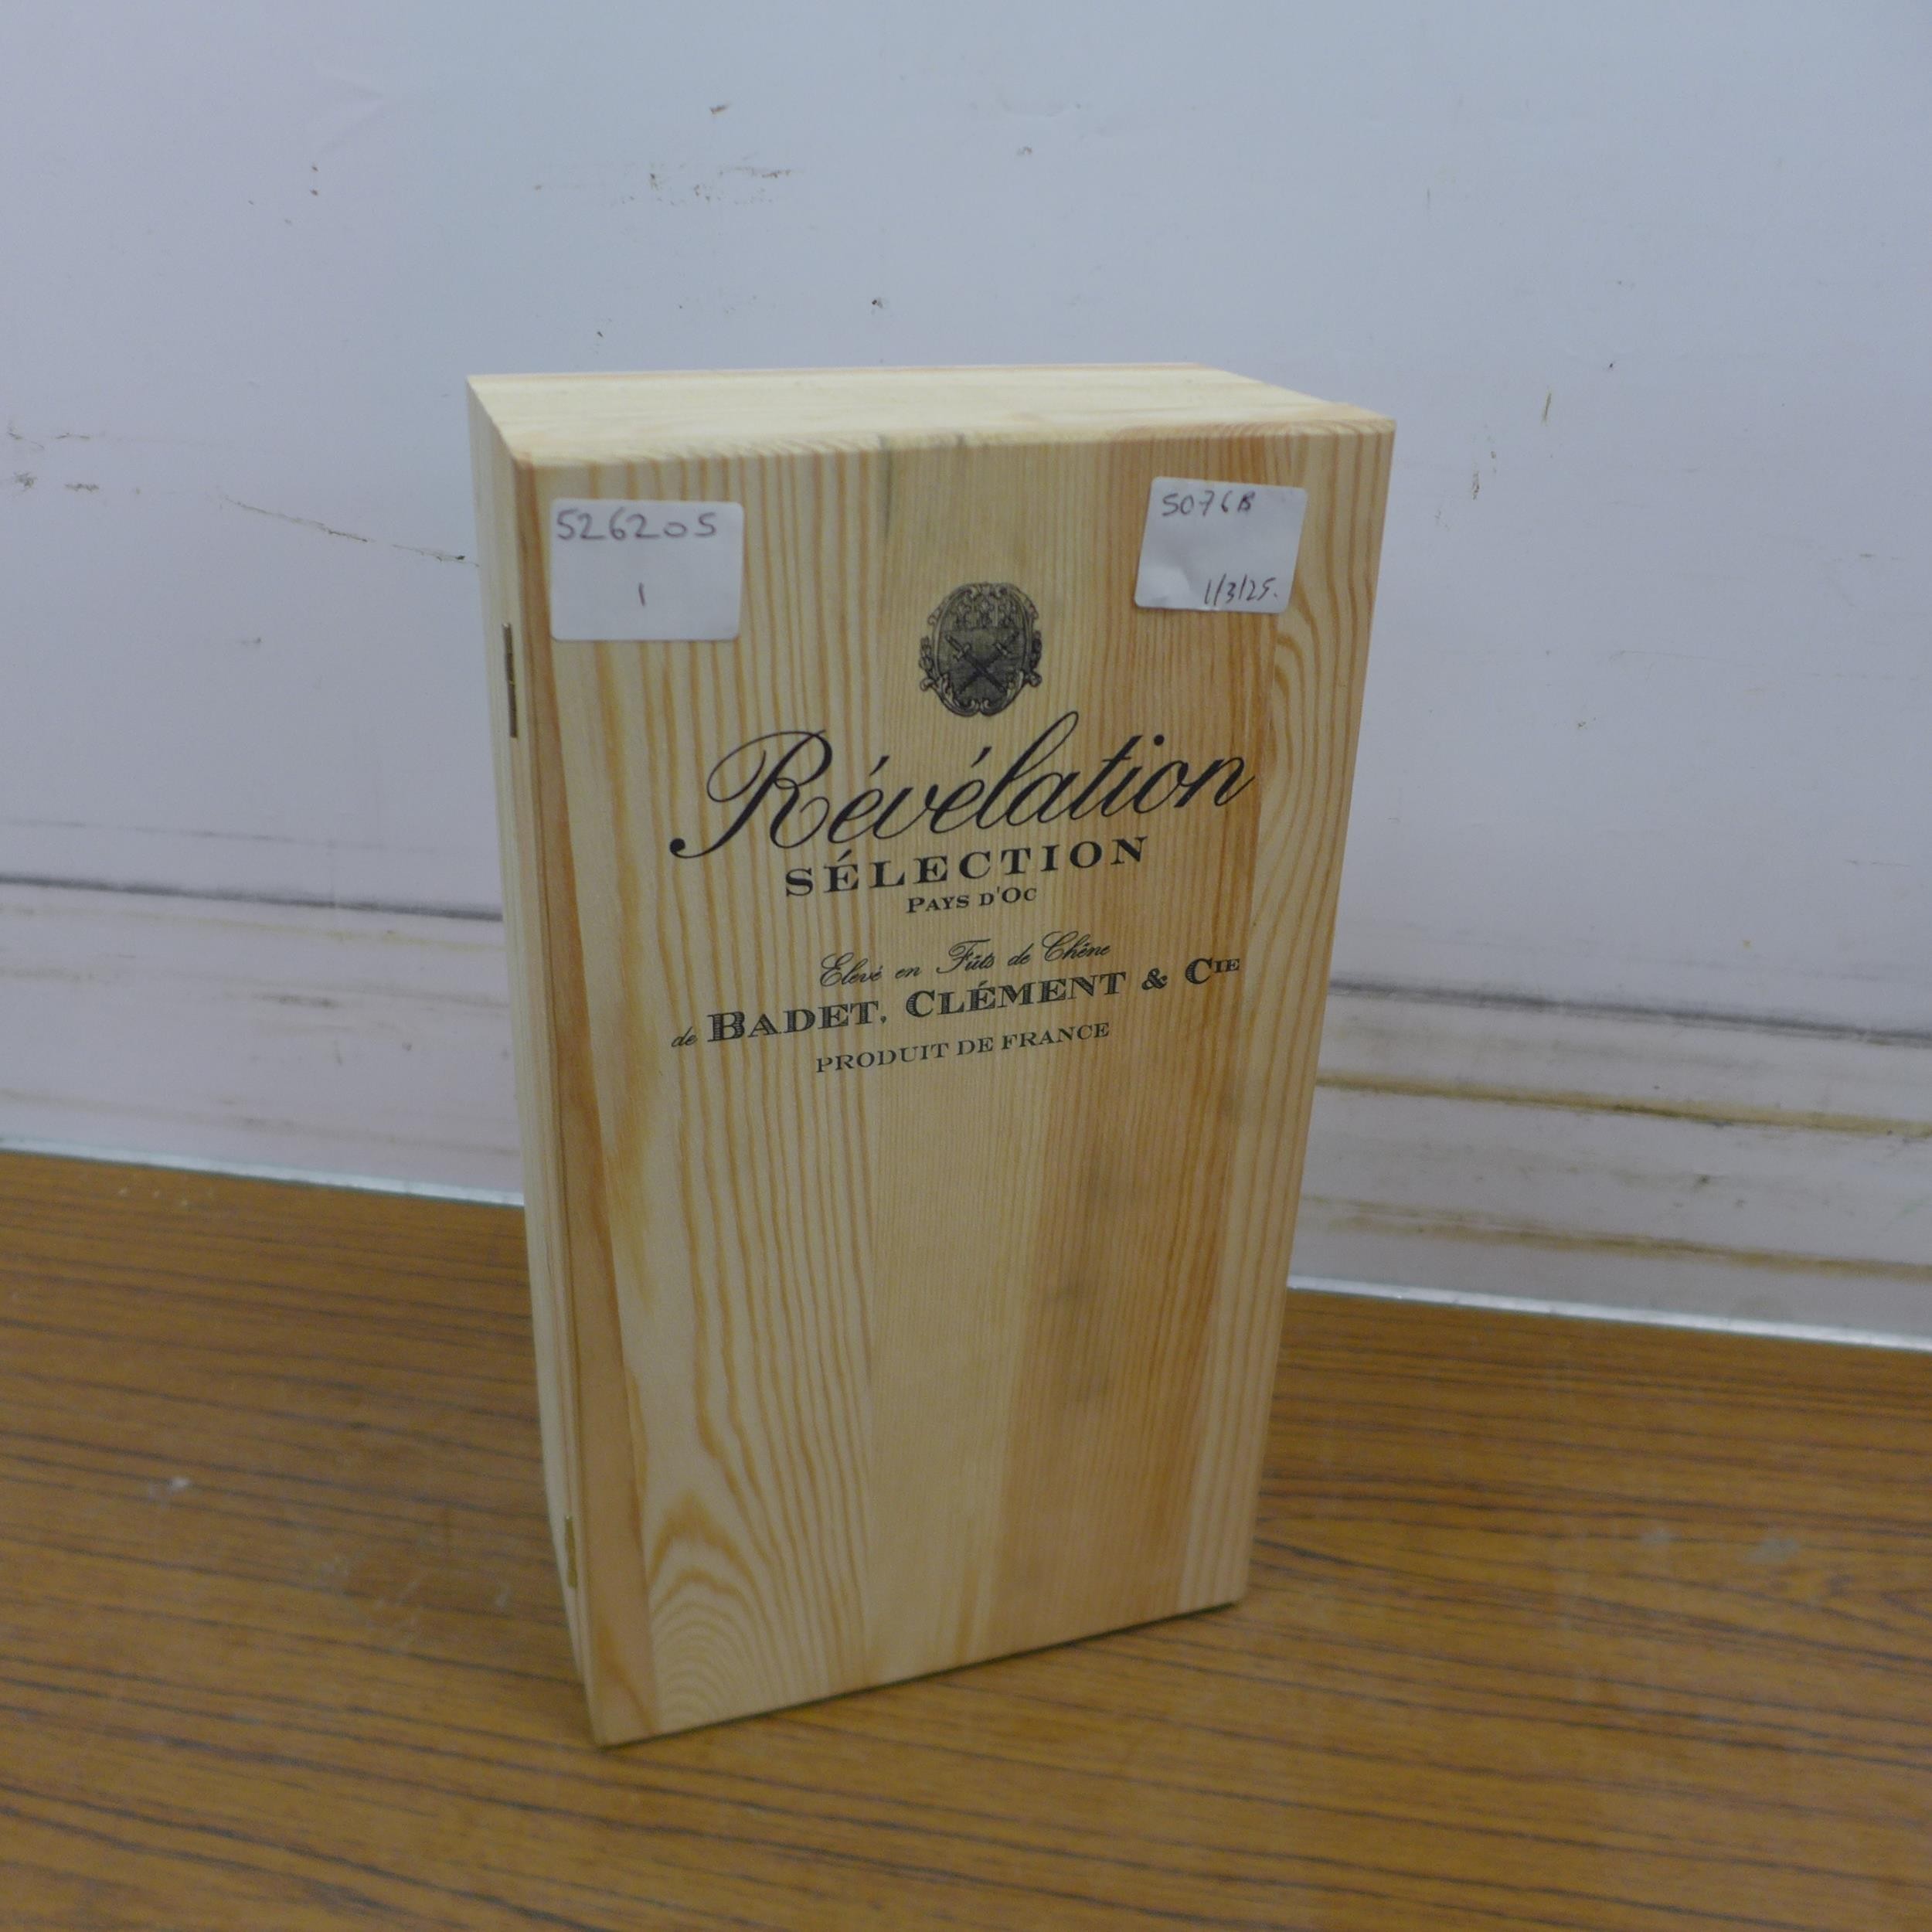 526205
1
5076B
1/3/25.
Révélation
SÉLECTION
PAYS D'OC
Elevé en Fûts de Chêne
de BADET, CLÉMENT & CIE
PRODUIT DE FRANCE